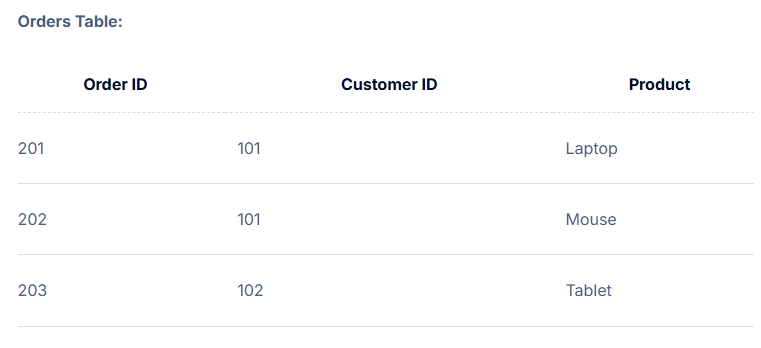 Orders Table:
Order ID Customer ID Product
201 101 Laptop
202 101 Mouse
203 102 Tablet